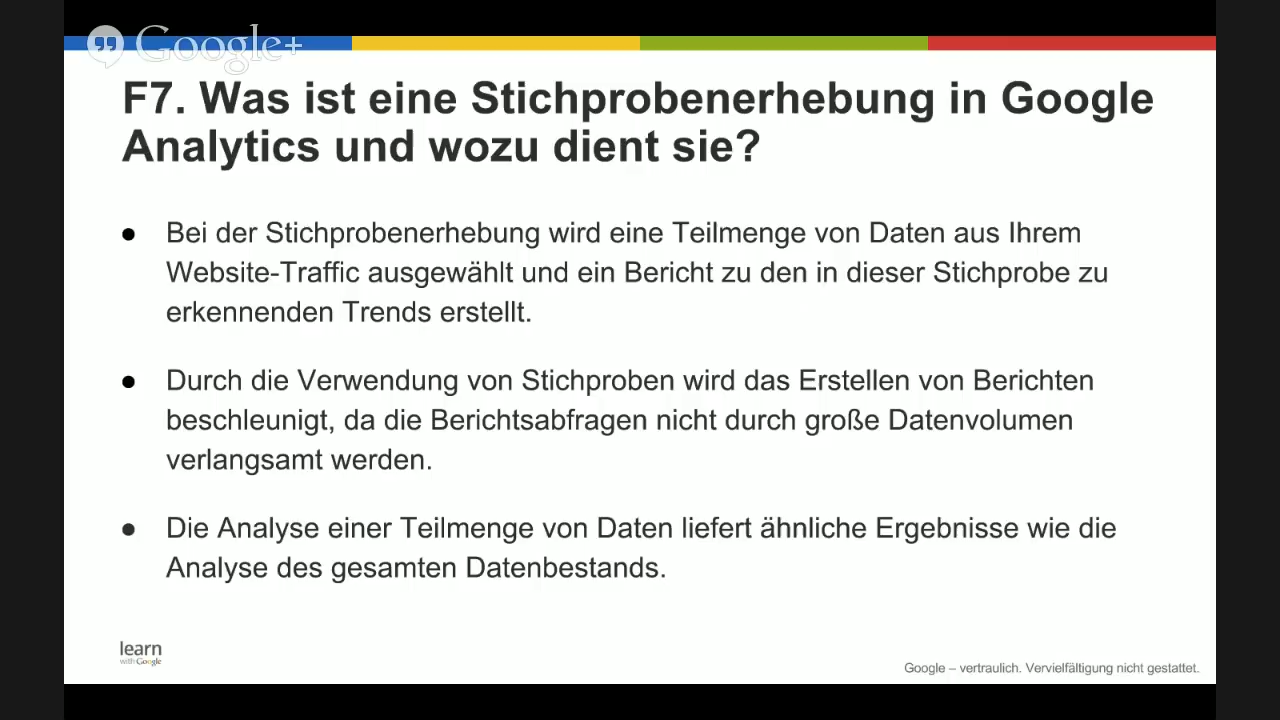 Google+
F7. Was ist eine Stichprobenerhebung in Google
Analytics und wozu dient sie?
● Bei der Stichprobenerhebung wird eine Teilmenge von Daten aus Ihrem
Website-Traffic ausgewählt und ein Bericht zu den in dieser Stichprobe zu
erkennenden Trends erstellt.
● Durch die Verwendung von Stichproben wird das Erstellen von Berichten
beschleunigt, da die Berichtsabfragen nicht durch große Datenvolumen
verlangsamt werden.
● Die Analyse einer Teilmenge von Daten liefert ähnliche Ergebnisse wie die
Analyse des gesamten Datenbestands.
learn
with Google
Google – vertraulich. Vervielfältigung nicht gestattet.